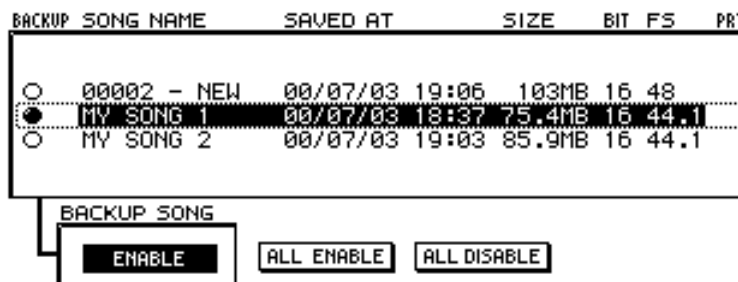 BACKUP SONG NAME SAVED AT SIZE BIT FS
00002 - NEW 00/07/03 19:06 103MB 16 48
MY SONG 1 00/07/03 18:37 75.4MB 16 44.1
MY SONG 2 00/07/03 19:03 85.9MB 16 44.1
BACKUP SONG
ENABLE ALL ENABLE ALL DISABLE